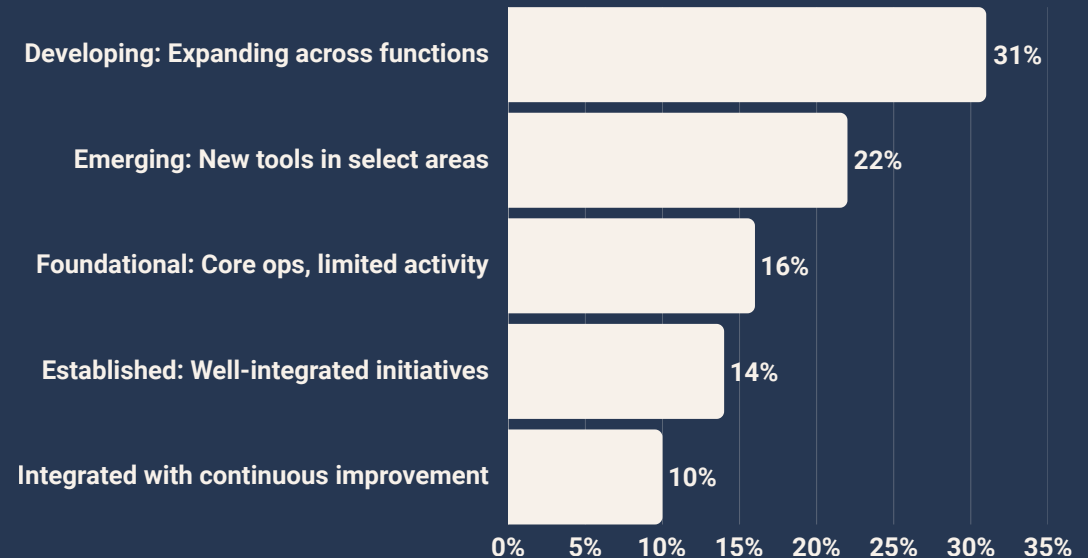 Developing: Expanding across functions 31%
Emerging: New tools in select areas 22%
Foundational: Core ops, limited activity 16%
Established: Well-integrated initiatives 14%
Integrated with continuous improvement 10%
0% 5% 10% 15% 20% 25% 30% 35%